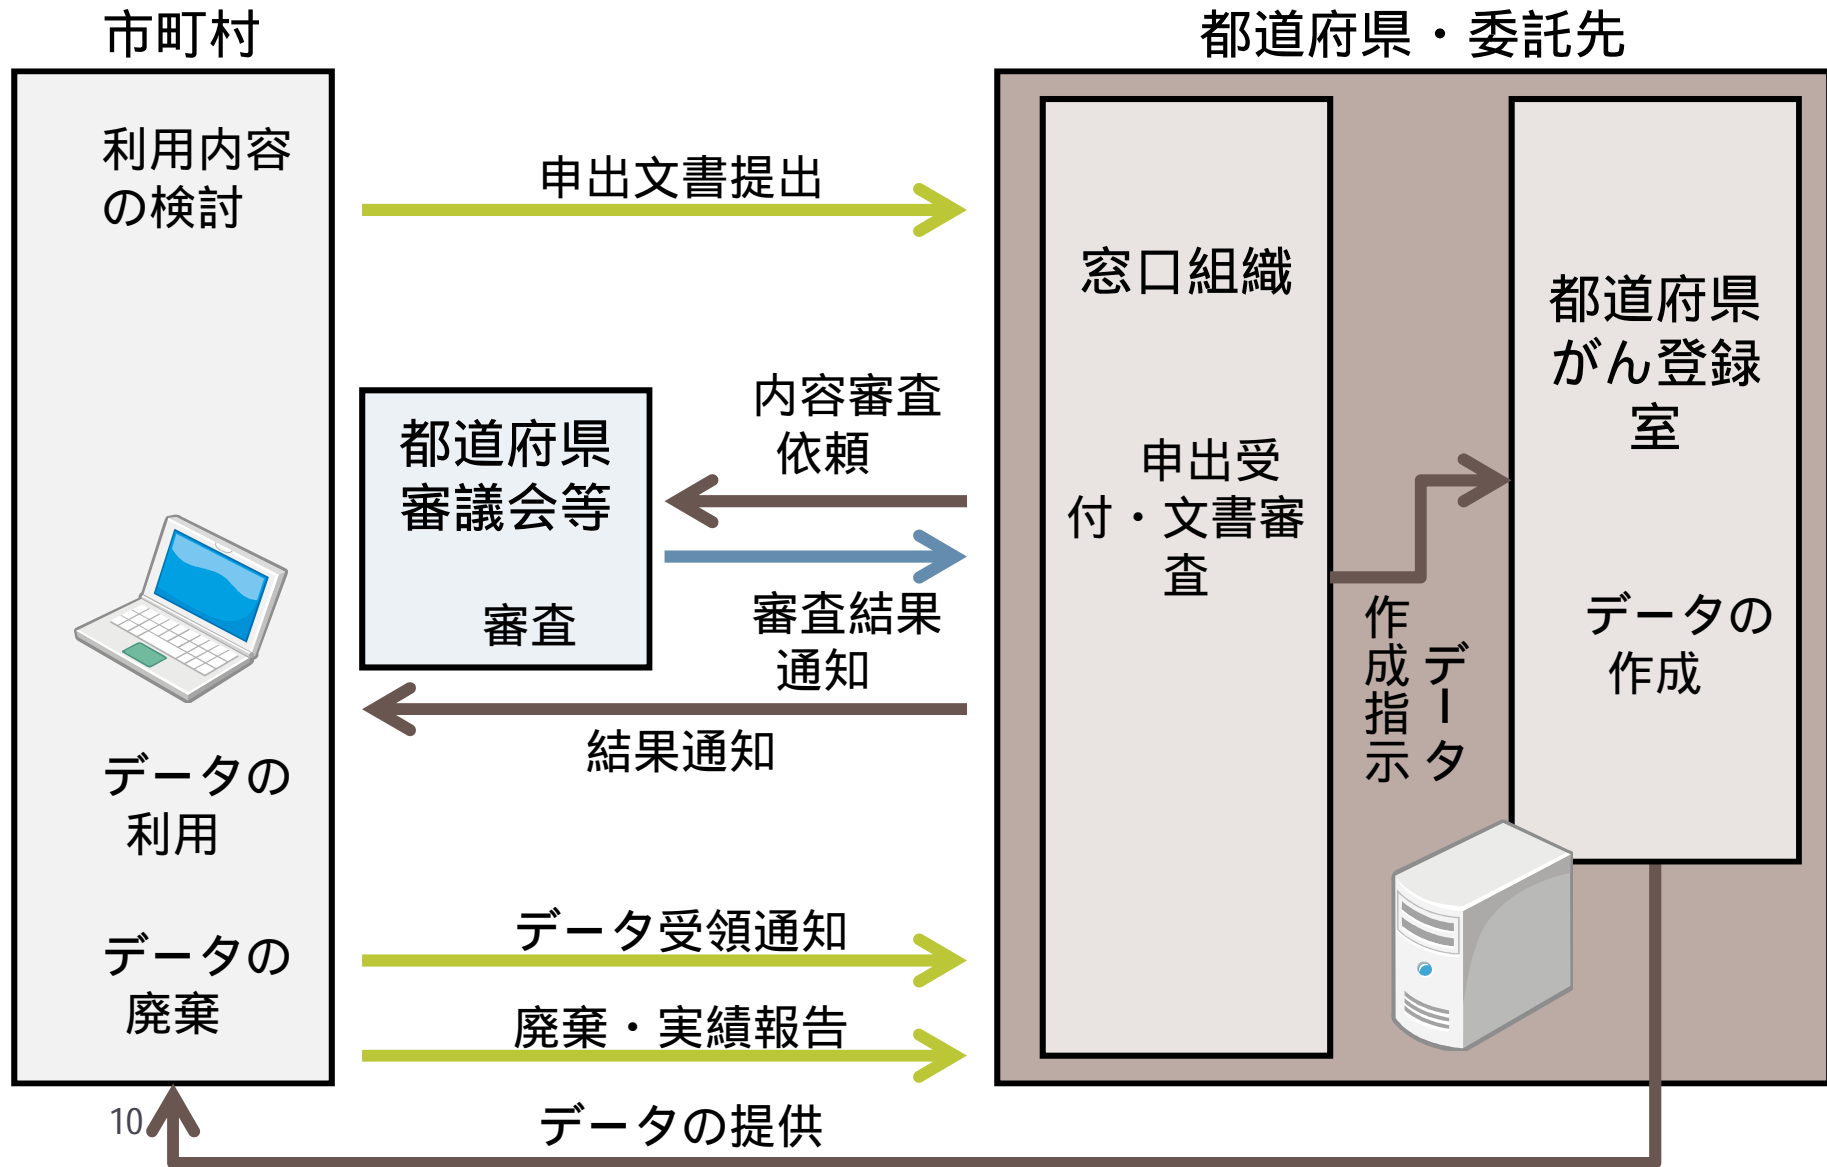 市町村
利用内容
の検討
データの
利用
データの
廃棄
申出文書提出
都道府県
審議会等
審査
内容審査
依頼
審査結果
通知
結果通知
データ受領通知
廃棄・実績報告
データの提供
都道府県・委託先
窓口組織
申出受
付・文書審
査
データ
作成指示
都道府県
がん登録
室
データの
作成
10